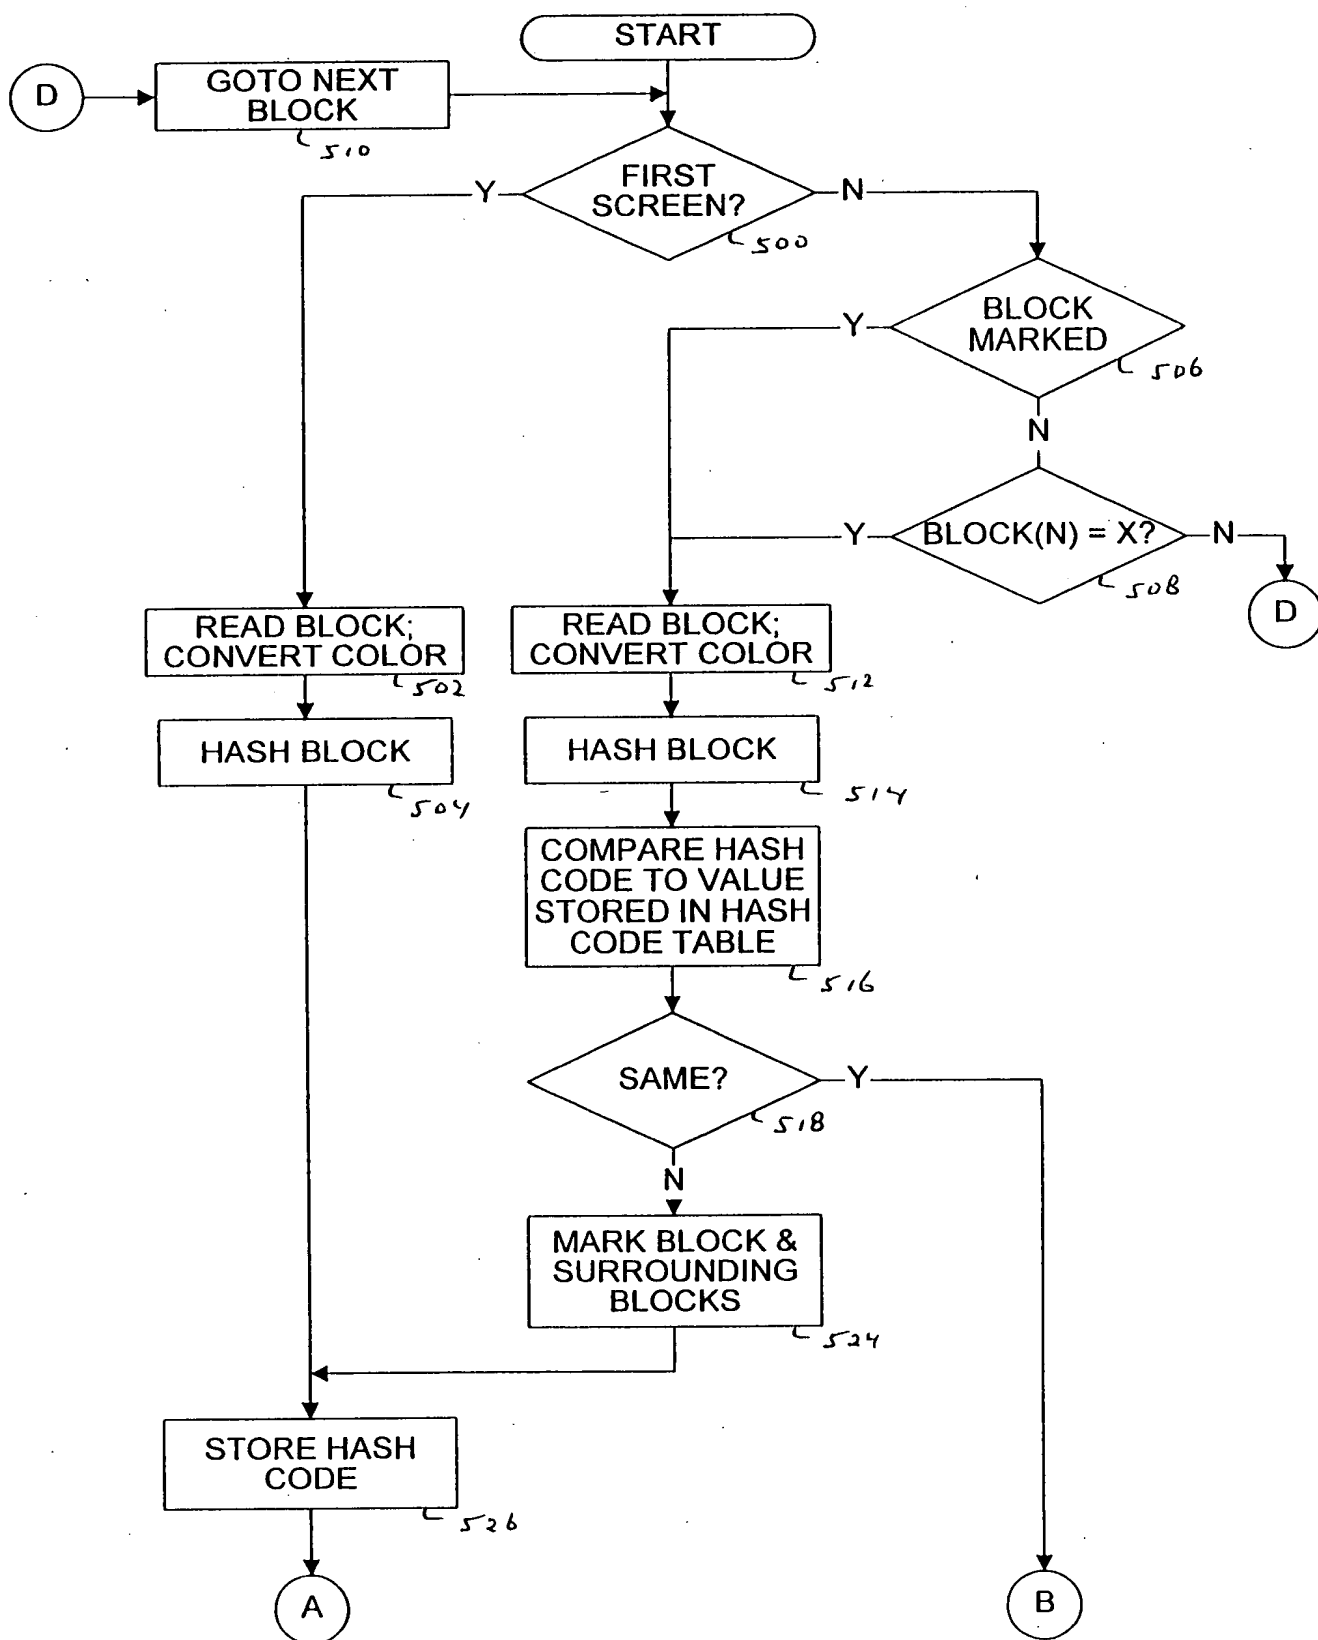 START
D
GOTO NEXT
BLOCK
510
FIRST
SCREEN?
Y
N
500
BLOCK
MARKED
Y
506
N
BLOCK(N) = X?
Y
N
508
D
READ BLOCK;
CONVERT COLOR
502
READ BLOCK;
CONVERT COLOR
512
HASH BLOCK
504
HASH BLOCK
514
COMPARE HASH
CODE TO VALUE
STORED IN HASH
CODE TABLE
516
SAME?
Y
518
N
MARK BLOCK &
SURROUNDING
BLOCKS
524
STORE HASH
CODE
526
A
B